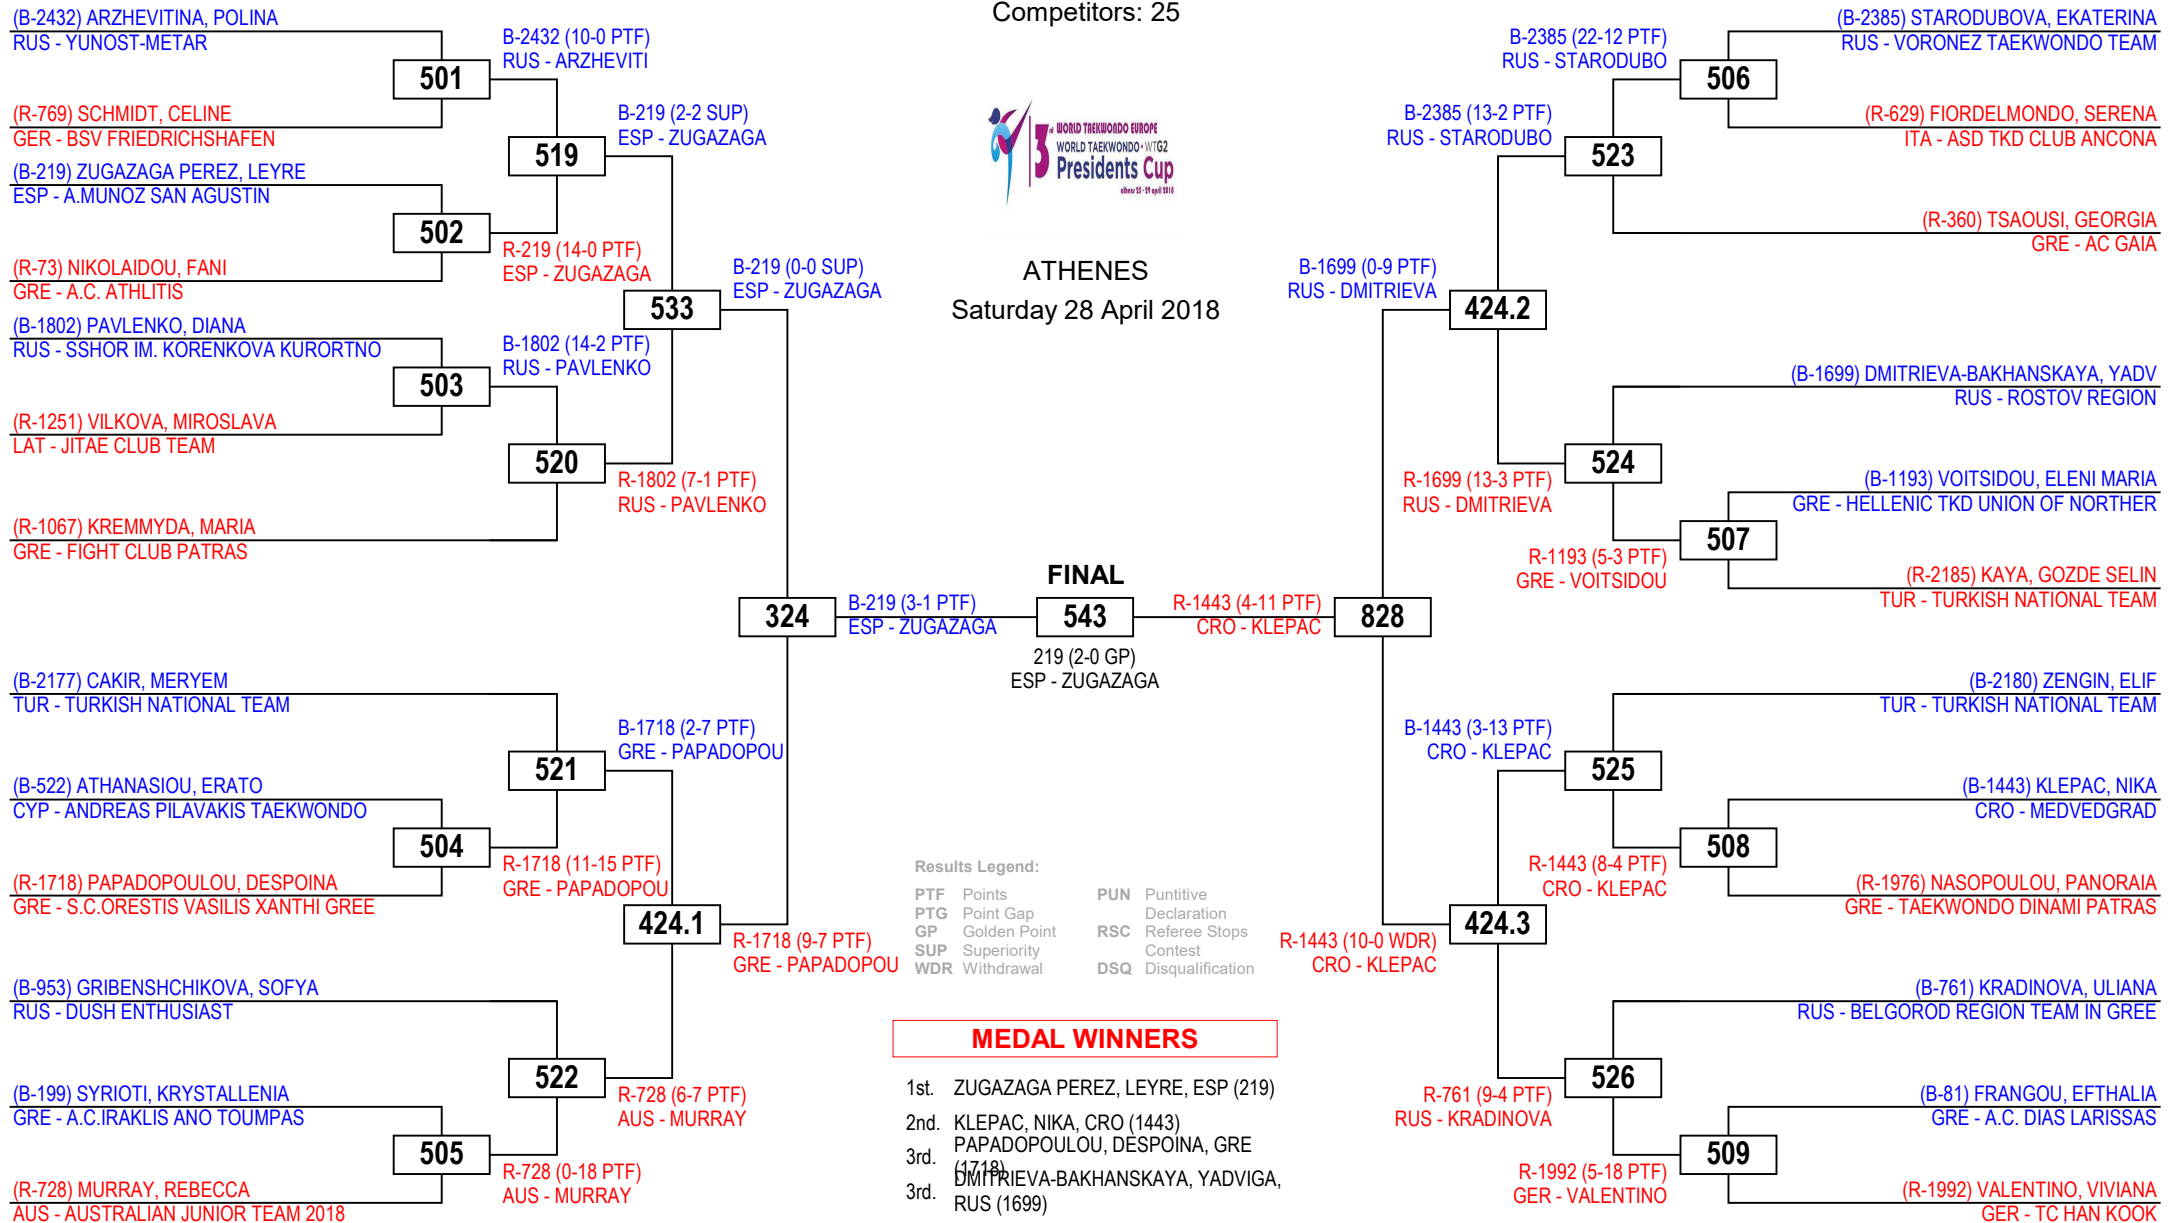 Competitors: 25
3rd WORLD TAEKWONDO EUROPE
WORLD TAEKWONDO • WTG2
Presidents Cup
athens 25 - 29 april 2018
ATHENES
Saturday 28 April 2018
(B-2432) ARZHEVITINA, POLINA
RUS - YUNOST-METAR
501
(R-769) SCHMIDT, CELINE
GER - BSV FRIEDRICHSHAFEN
(B-219) ZUGAZAGA PEREZ, LEYRE
ESP - A.MUNOZ SAN AGUSTIN
502
(R-73) NIKOLAIDOU, FANI
GRE - A.C. ATHLITIS
(B-1802) PAVLENKO, DIANA
RUS - SSHOR IM. KORENKOVA KURORTNO
503
(R-1251) VILKOVA, MIROSLAVA
LAT - JITAE CLUB TEAM
(R-1067) KREMMYDA, MARIA
GRE - FIGHT CLUB PATRAS
(B-2177) CAKIR, MERYEM
TUR - TURKISH NATIONAL TEAM
(B-522) ATHANASIOU, ERATO
CYP - ANDREAS PILAVAKIS TAEKWONDO
504
(R-1718) PAPADOPOULOU, DESPOINA
GRE - S.C.ORESTIS VASILIS XANTHI GREE
(B-953) GRIBENSHCHIKOVA, SOFYA
RUS - DUSH ENTHUSIAST
(B-199) SYRIOTI, KRYSTALLENIA
GRE - A.C.IRAKLIS ANO TOUMPAS
505
(R-728) MURRAY, REBECCA
AUS - AUSTRALIAN JUNIOR TEAM 2018
B-2432 (10-0 PTF)
RUS - ARZHEVITI
519
R-219 (14-0 PTF)
ESP - ZUGAZAGA
B-1802 (14-2 PTF)
RUS - PAVLENKO
520
521
R-1718 (11-15 PTF)
GRE - PAPADOPOU
522
R-728 (0-18 PTF)
AUS - MURRAY
B-219 (2-2 SUP)
ESP - ZUGAZAGA
533
R-1802 (7-1 PTF)
RUS - PAVLENKO
B-1718 (2-7 PTF)
GRE - PAPADOPOU
424.1
R-728 (6-7 PTF)
AUS - MURRAY
B-219 (0-0 SUP)
ESP - ZUGAZAGA
324
R-1718 (9-7 PTF)
GRE - PAPADOPOU
B-219 (3-1 PTF)
ESP - ZUGAZAGA
FINAL
543
219 (2-0 GP)
ESP - ZUGAZAGA
R-1443 (4-11 PTF)
CRO - KLEPAC
828
B-1699 (0-9 PTF)
RUS - DMITRIEVA
424.2
R-1443 (10-0 WDR)
CRO - KLEPAC
424.3
B-2385 (13-2 PTF)
RUS - STARODUBO
523
R-1699 (13-3 PTF)
RUS - DMITRIEVA
524
B-1443 (3-13 PTF)
CRO - KLEPAC
525
R-761 (9-4 PTF)
RUS - KRADINOVA
526
B-2385 (22-12 PTF)
RUS - STARODUBO
506
R-1193 (5-3 PTF)
GRE - VOITSIDOU
507
R-1443 (8-4 PTF)
CRO - KLEPAC
508
R-1992 (5-18 PTF)
GER - VALENTINO
509
(B-2385) STARODUBOVA, EKATERINA
RUS - VORONEZ TAEKWONDO TEAM
(R-629) FIORDELMONDO, SERENA
ITA - ASD TKD CLUB ANCONA
(R-360) TSAOUSI, GEORGIA
GRE - AC GAIA
(B-1699) DMITRIEVA-BAKHANSKAYA, YADV
RUS - ROSTOV REGION
(B-1193) VOITSIDOU, ELENI MARIA
GRE - HELLENIC TKD UNION OF NORTHER
(R-2185) KAYA, GOZDE SELIN
TUR - TURKISH NATIONAL TEAM
(B-2180) ZENGIN, ELIF
TUR - TURKISH NATIONAL TEAM
(B-1443) KLEPAC, NIKA
CRO - MEDVEDGRAD
(R-1976) NASOPOULOU, PANORAIA
GRE - TAEKWONDO DINAMI PATRAS
(B-761) KRADINOVA, ULIANA
RUS - BELGOROD REGION TEAM IN GREE
(B-81) FRANGOU, EFTHALIA
GRE - A.C. DIAS LARISSAS
(R-1992) VALENTINO, VIVIANA
GER - TC HAN KOOK
Results Legend:
PTF Points
PTG Point Gap
GP Golden Point
SUP Superiority
WDR Withdrawal
PUN Puntitive
Declaration
RSC Referee Stops
Contest
DSQ Disqualification
MEDAL WINNERS
1st. ZUGAZAGA PEREZ, LEYRE, ESP (219)
2nd. KLEPAC, NIKA, CRO (1443)
3rd. PAPADOPOULOU, DESPOINA, GRE
(1718)
3rd. DMITRIEVA-BAKHANSKAYA, YADVIGA,
RUS (1699)